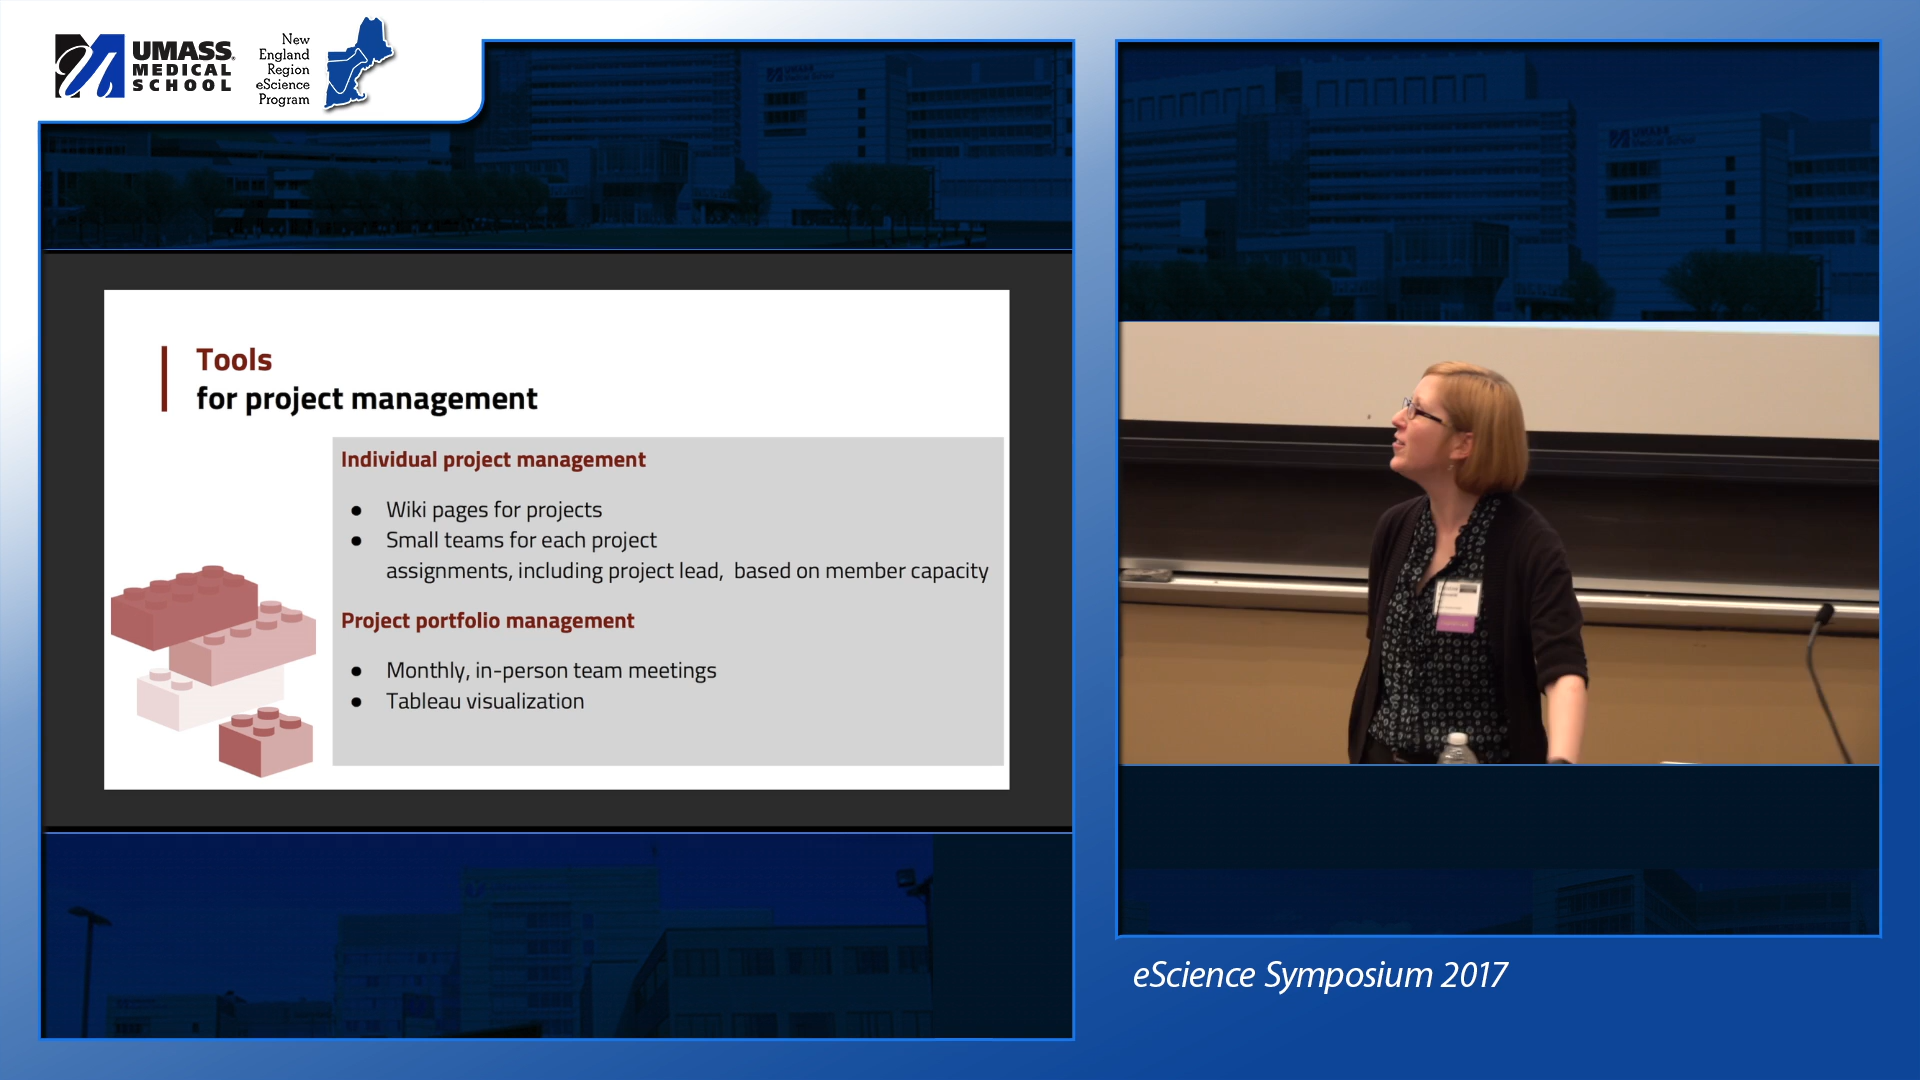 UMASS
MEDICAL
SCHOOL
New
England
Region
eScience
Program
Tools
for project management
Individual project management
● Wiki pages for projects
● Small teams for each project
assignments, including project lead, based on member capacity
Project portfolio management
● Monthly, in-person team meetings
● Tableau visualization
eScience Symposium 2017